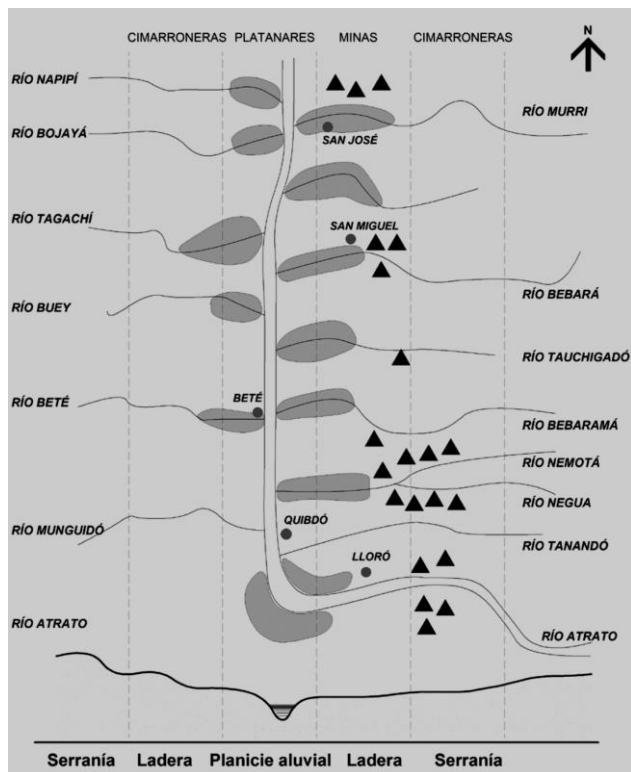 N
CIMARRONERAS PLATANARES MINAS CIMARRONERAS
RÍO NAPIPÍ
RÍO MURRI
RÍO BOJAYÁ
SAN JOSÉ
RÍO TAGACHÍ
SAN MIGUEL
RÍO BEBARÁ
RÍO BUEY
RÍO TAUCHIGADÓ
RÍO BETÉ
BETÉ
RÍO BEBARAMÁ
RÍO NEMOTÁ
RÍO NEGUA
RÍO MUNGUIDÓ
QUIBDÓ
RÍO TANANDÓ
LLORÓ
RÍO ATRATO
RÍO ATRATO
Serranía Ladera Planicie aluvial Ladera Serranía